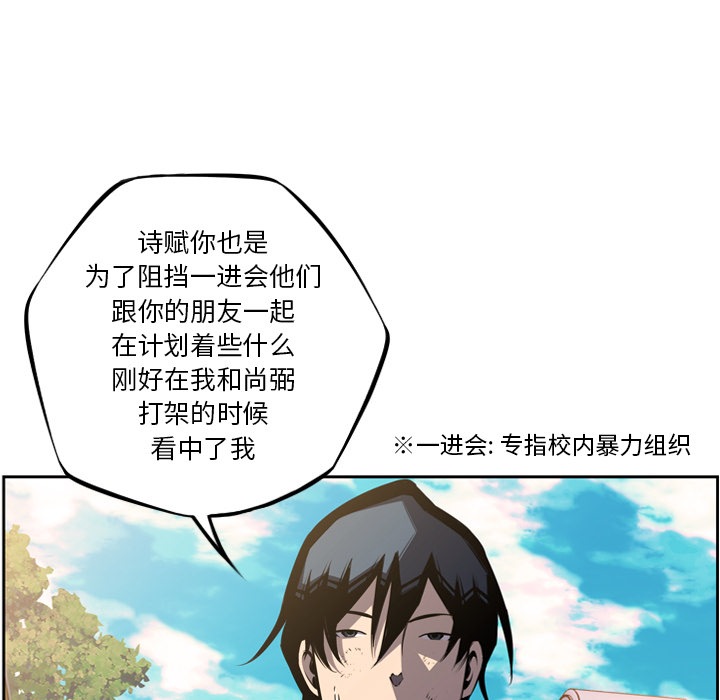 诗赋你也是
为了阻挡一进会他们
跟你的朋友一起
在计划着些什么
刚好在我和尚弼
打架的时候
看中了我
※一进会: 专指校内暴力组织